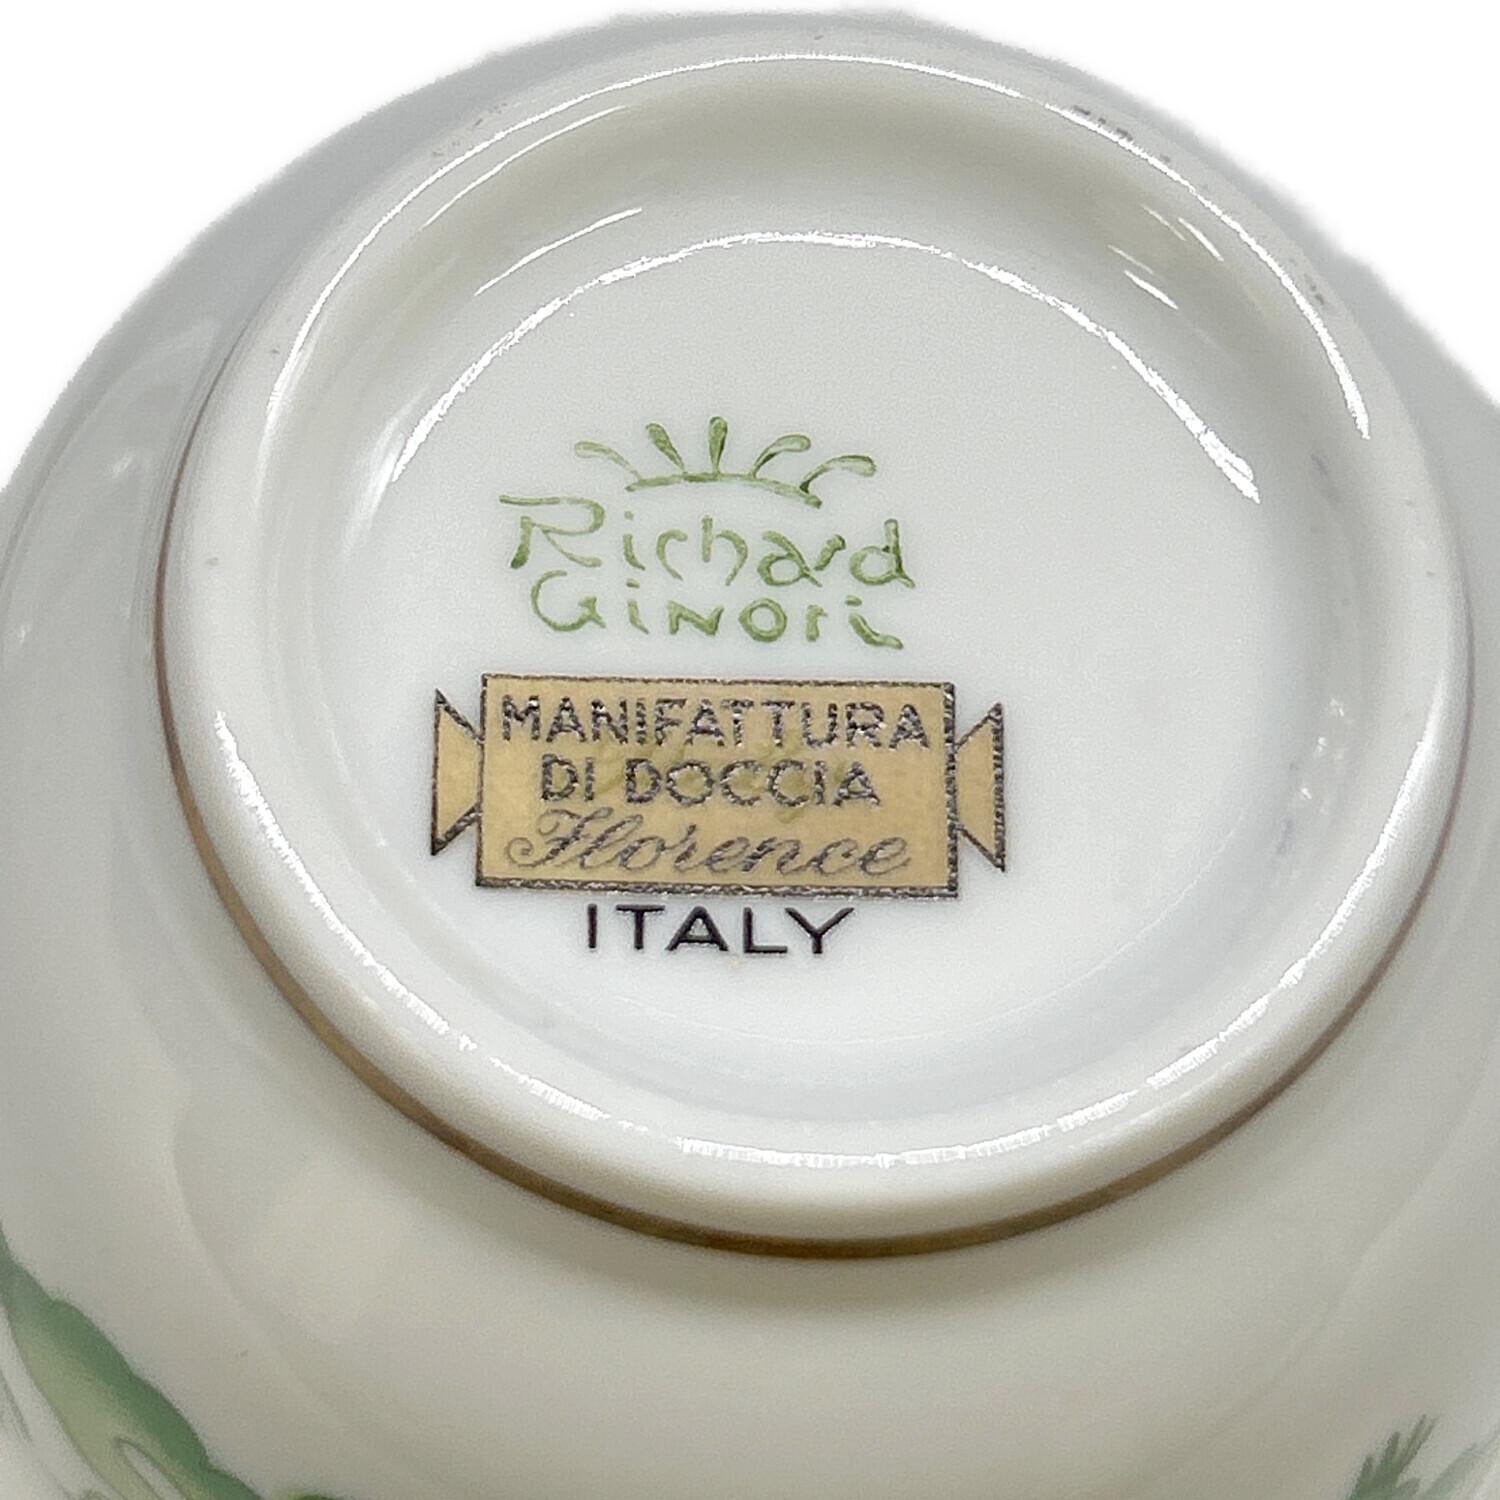 Richard
Ginori
MANIFATTURA
DI DOCCIA
Florence
ITALY